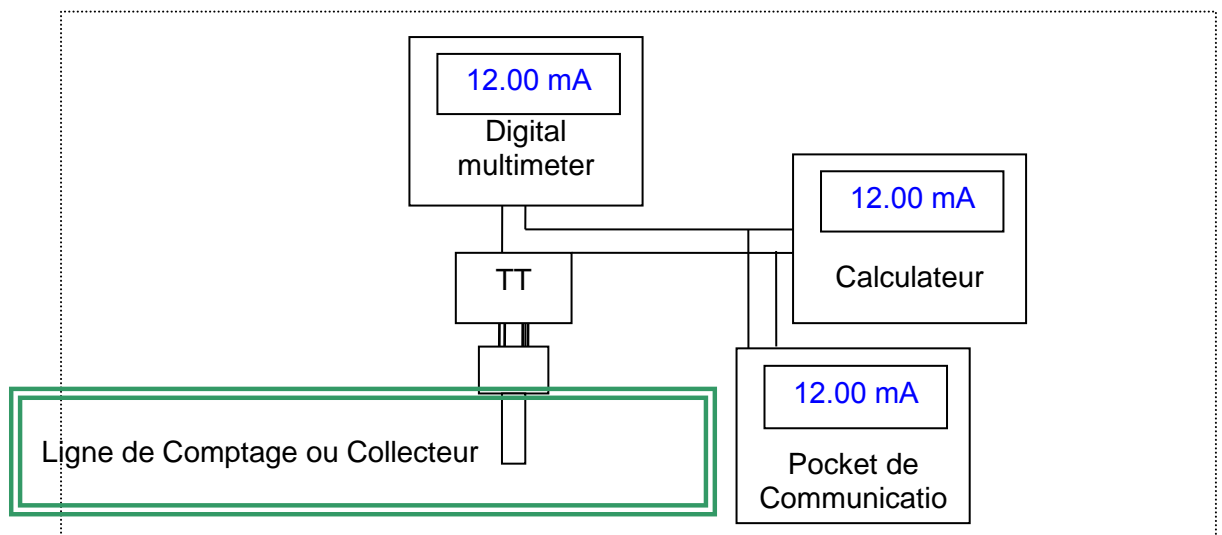 12.00 mA
Digital
multimeter
12.00 mA
Calculateur
TT
12.00 mA
Pocket de
Communicatio
Ligne de Comptage ou Collecteur